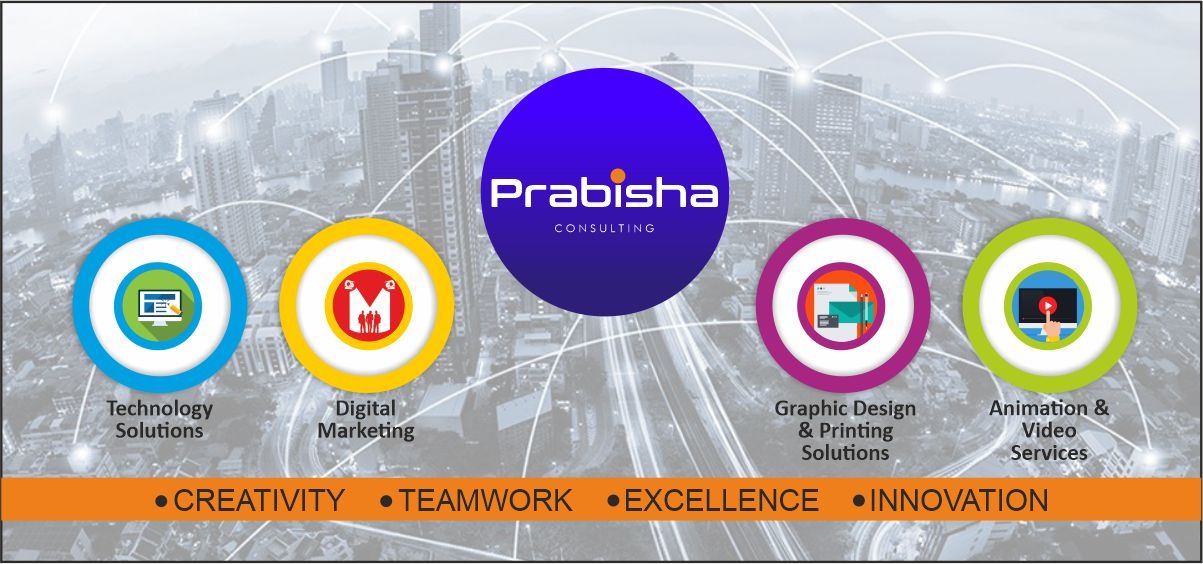 Prabisha
CONSULTING
Technology
Solutions
Digital
Marketing
Graphic Design
& Printing
Solutions
Animation &
Video
Services
•CREATIVITY •TEAMWORK •EXCELLENCE •INNOVATION